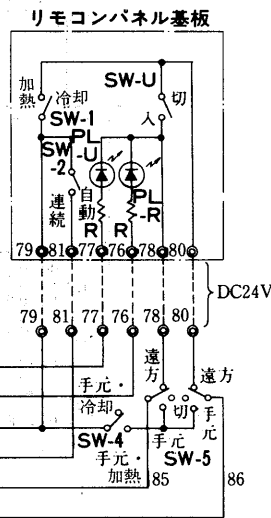 リモコンパネル基板
加熱
冷却
SW-1
SW-U
切
入
SW-2
PL-U
PL-R
連続
自動
R
R
79 81 77 76 78 80
DC24V
79 81 77 76 78 80
遠方
遠方
手元・冷却
切
手元
手元
SW-4
SW-5
手元・加熱
85
86